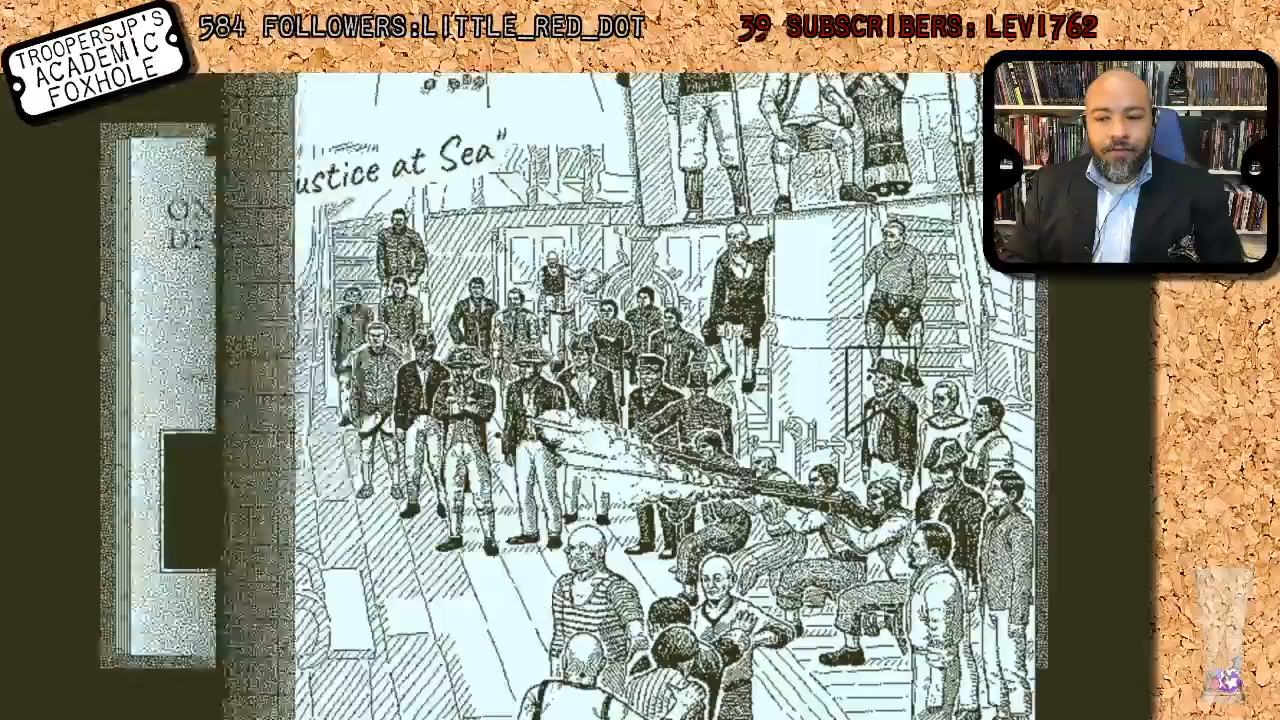 TROOPERSJP'S
ACADEMIC
FOXHOLE
584 FOLLOWERS:LITTLE_RED_DOT
39 SUBSCRIBERS: LEVI762
ustice at Sea"